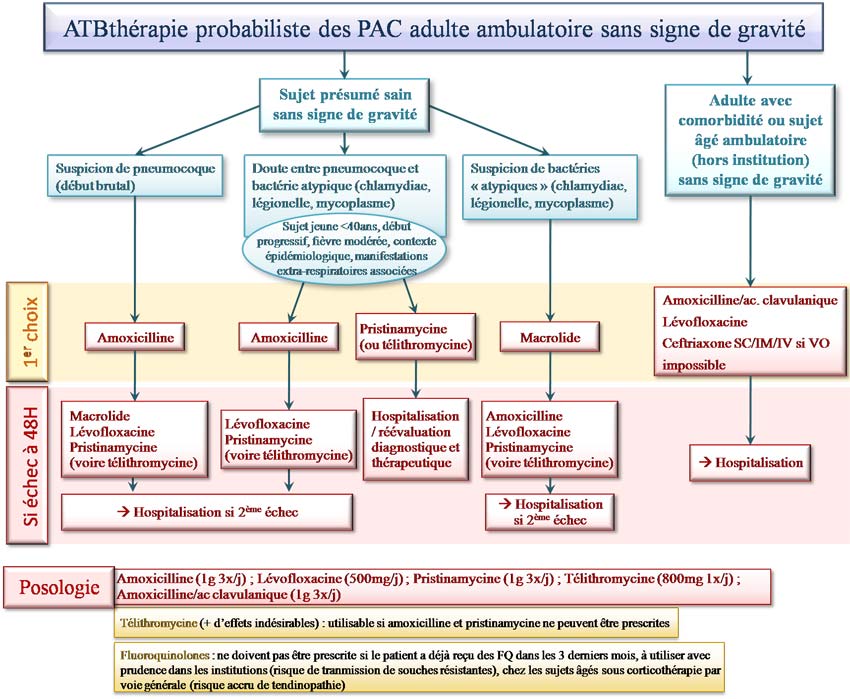 ATBthérapie probabiliste des PAC adulte ambulatoire sans signe de gravité
Sujet présumé sain
sans signe de gravité
Adulte avec
comorbidité ou sujet
âgé ambulatoire
(hors institution)
sans signe de gravité
Suspicion de pneumocoque
(début brutal)
Doute entre pneumocoque et
bactérie atypique (chlamydiae,
légionelle, mycoplasme)
Suspicion de bactéries
« atypiques » (chlamydiae,
légionelle, mycoplasme)
Sujet jeune <40ans, début
progressif, fièvre modérée, contexte
épidémiologique, manifestations
extra-respiratoires associées
1er choix
Amoxicilline
Amoxicilline
Pristinamycine
(ou télithromycine)
Macrolide
Amoxicilline/ac. clavulanique
Lévofloxacine
Ceftriaxone SC/IM/IV si VO
impossible
Si échec à 48H
Macrolide
Lévofloxacine
Pristinamycine
(voire télithromycine)
Lévofloxacine
Pristinamycine
(voire télithromycine)
Hospitalisation
/ réévaluation
diagnostique et
thérapeutique
Amoxicilline
Lévofloxacine
Pristinamycine
(voire télithromycine)
→ Hospitalisation
→ Hospitalisation si 2ème échec
→ Hospitalisation
si 2ème échec
Posologie
Amoxicilline (1g 3x/j) ; Lévofloxacine (500mg/j) ; Pristinamycine (1g 3x/j) ; Télithromycine (800mg 1x/j) ;
Amoxicilline/ac clavulanique (1g 3x/j)
Télithromycine (+ d'effets indésirables) : utilisable si amoxicilline et pristinamycine ne peuvent être prescrites
Fluoroquinolones : ne doivent pas être prescrite si le patient a déjà reçu des FQ dans les 3 derniers mois, à utiliser avec
prudence dans les institutions (risque de tranmission de souches résistantes), chez les sujets âgés sous corticothérapie par
voie générale (risque accru de tendinopathie)